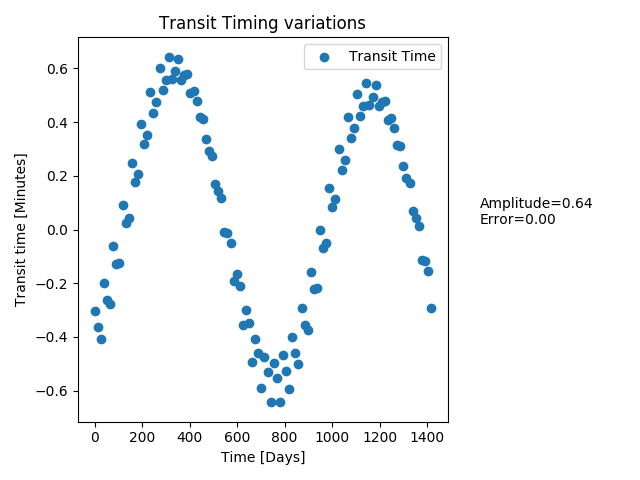 Transit Timing variations
Transit Time
Transit time [Minutes]
0.6
0.4
0.2
0.0
−0.2
−0.4
−0.6
0
200
400
600
800
1000
1200
1400
Time [Days]
Amplitude=0.64
Error=0.00